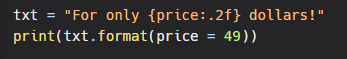 txt = "For only {price:.2f} dollars!"
print(txt.format(price = 49))